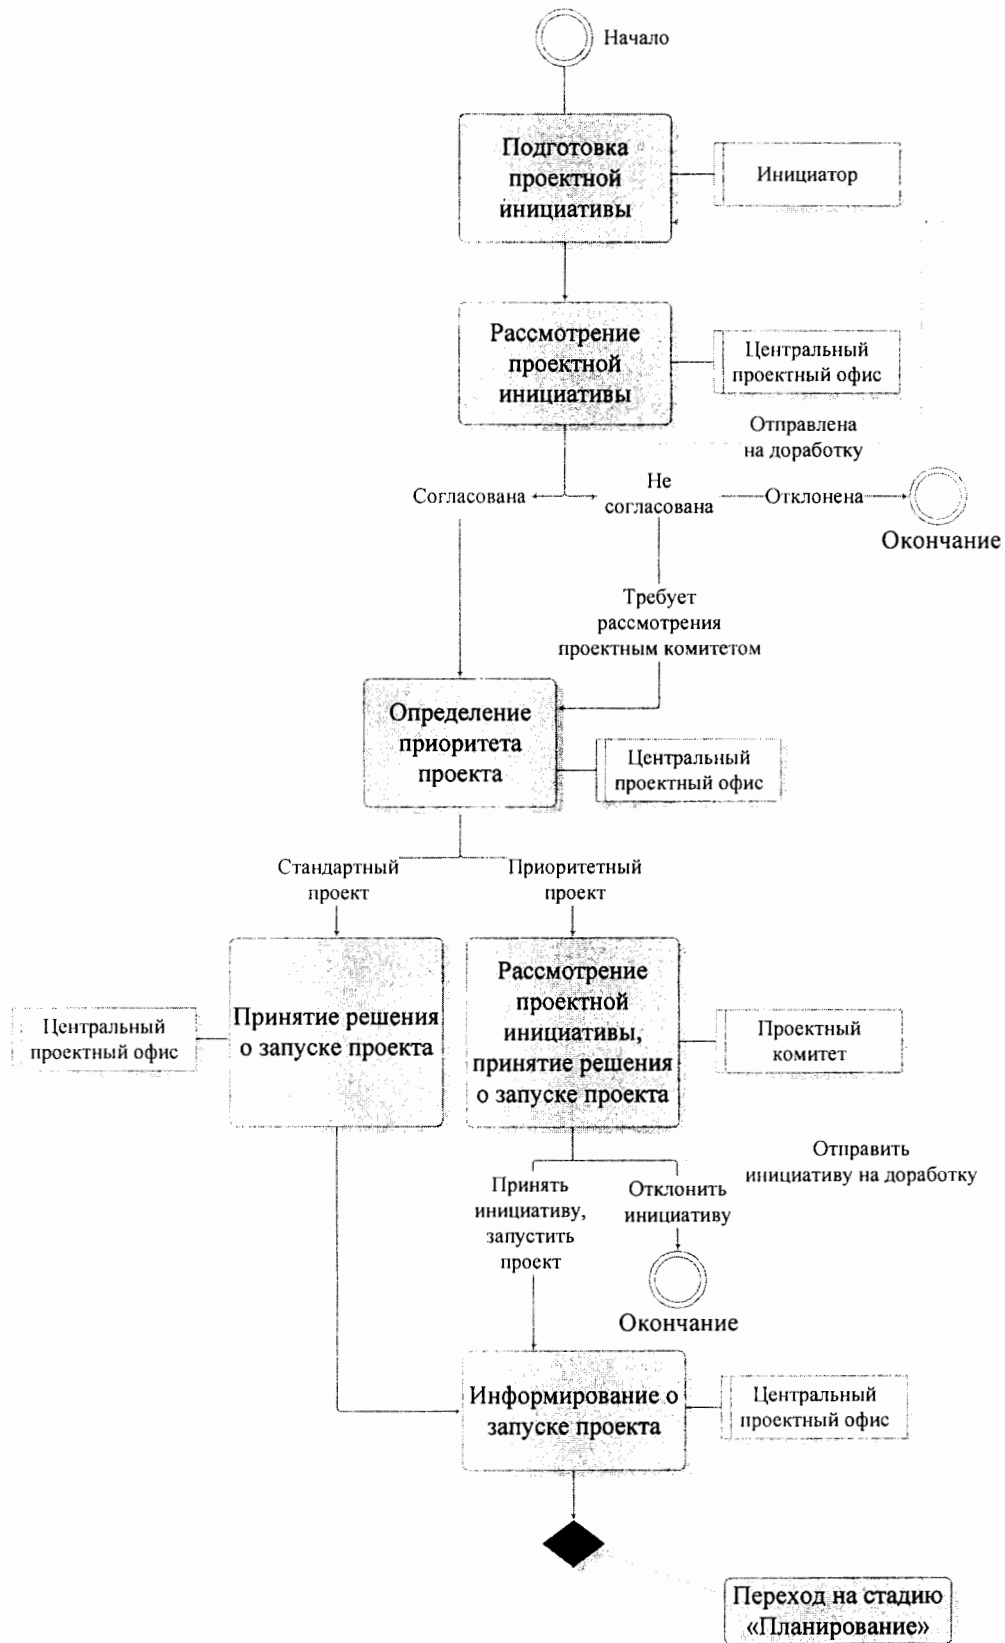 Начало
Подготовка
проектной
инициативы
Инициатор
Рассмотрение
проектной
инициативы
Центральный
проектный офис
Отправлена
на доработку
Согласована
Не
согласована
Отклонена
Окончание
Требует
рассмотрения
проектным комитетом
Определение
приоритета
проекта
Центральный
проектный офис
Стандартный
проект
Приоритетный
проект
Центральный
проектный офис
Принятие решения
о запуске проекта
Рассмотрение
проектной
инициативы,
принятие решения
о запуске проекта
Проектный
комитет
Отправить
инициативу на доработку
Принять
инициативу,
запустить
проект
Отклонить
инициативу
Окончание
Информирование о
запуске проекта
Центральный
проектный офис
Переход на стадию
«Планирование»